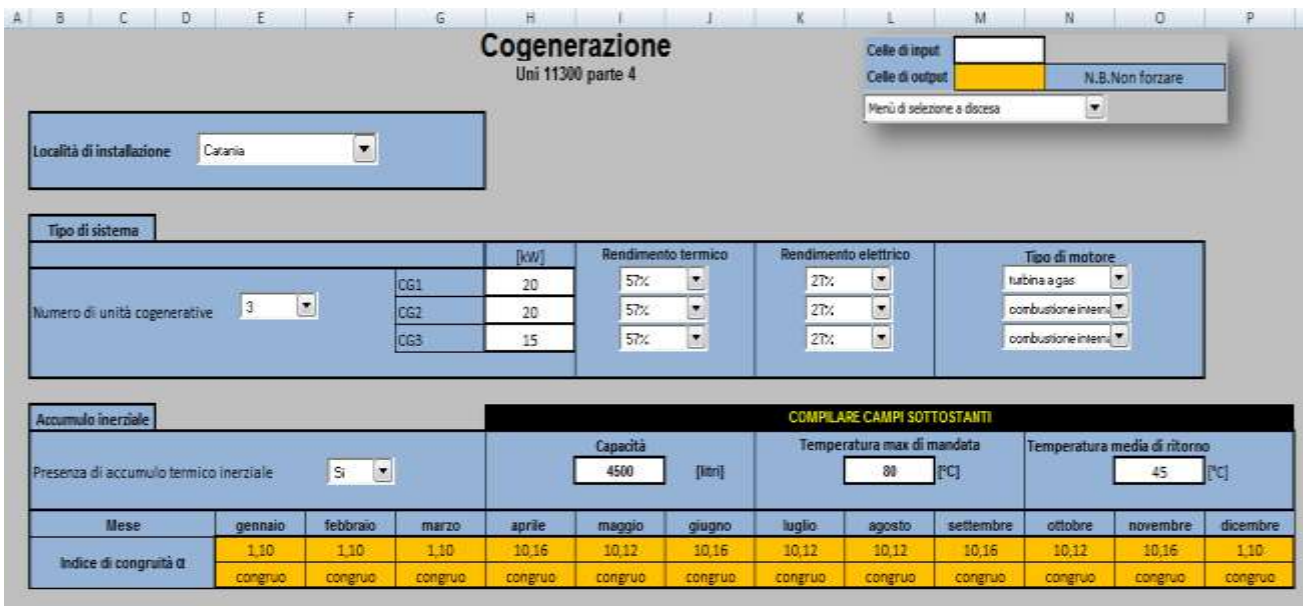 A B C D E F G H I J K L M N O P
Cogenerazione
Uni 11300 parte 4
Celle di input
Celle di output N.B.Non forzare
Menù di selezione a discesa
Località di installazione Catania
Tipo di sistema
[kW] Rendimento termico Rendimento elettrico Tipo di motore
Numero di unità cogenerative 3
CG1 20 57% 27% turbina a gas
CG2 20 57% 27% combustione interna
CG3 15 57% 27% combustione interna
Accumulo inerziale COMPILARE CAMPI SOTTOSTANTI
Capacità Temperatura max di mandata Temperatura media di ritorno
Presenza di accumulo termico inerziale Si 4500 [litri] 80 [°C] 45 [°C]
Mese gennaio febbraio marzo aprile maggio giugno luglio agosto settembre ottobre novembre dicembre
Indice di congruità α
1,10 1,10 1,10 10,16 10,12 10,16 10,12 10,12 10,16 10,12 10,16 1,10
congruo congruo congruo congruo congruo congruo congruo congruo congruo congruo congruo congruo